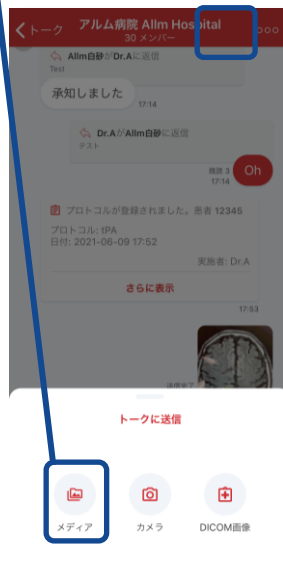 トーク
アルム病院 Allm Hospital
30 メンバー
Allm白砂がDr.Aに返信
Test
承知しました
17:14
Dr.AがAllm白砂に返信
テスト
既読 3
17:14
Oh
プロトコルが登録されました。患者 12345
プロトコル: tPA
日付: 2021-06-09 17:52
実施者: Dr.A
さらに表示
17:53
送信完了
トークに送信
メディア
カメラ
DICOM画像